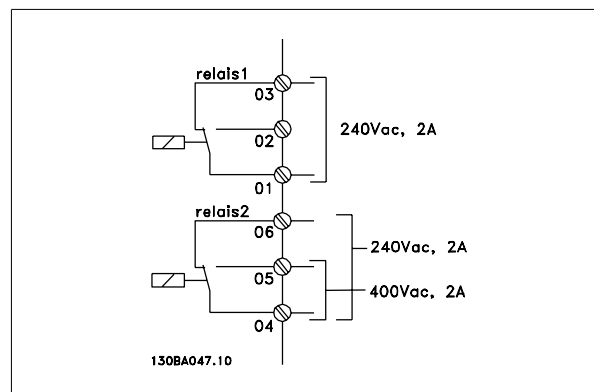 relais1
03
02
240Vac, 2A
01
relais2
06
240Vac, 2A
05
400Vac, 2A
04
130BA047.10